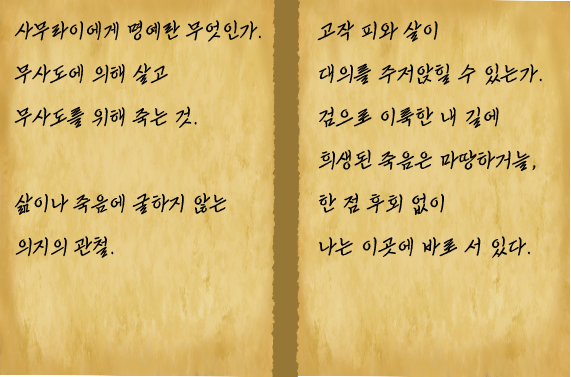 사무라이에게 명예란 무엇인가.
무사도에 의해 살고
무사도를 위해 죽는 것.
삶이나 죽음에 굴하지 않는
의지의 관철.
고작 피와 살이
대의를 주저앉힐 수 있는가.
검으로 이룩한 내 길에
희생된 죽음은 마땅하거늘,
한 점 후회 없이
나는 이곳에 바로 서 있다.